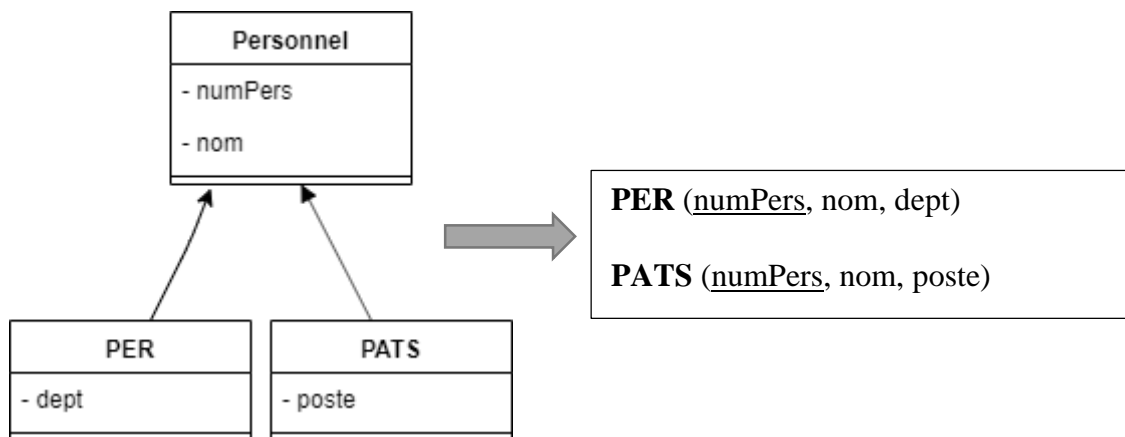 Personnel
- numPers
- nom
PER (numPers, nom, dept)
PATS (numPers, nom, poste)
PER
- dept
PATS
- poste